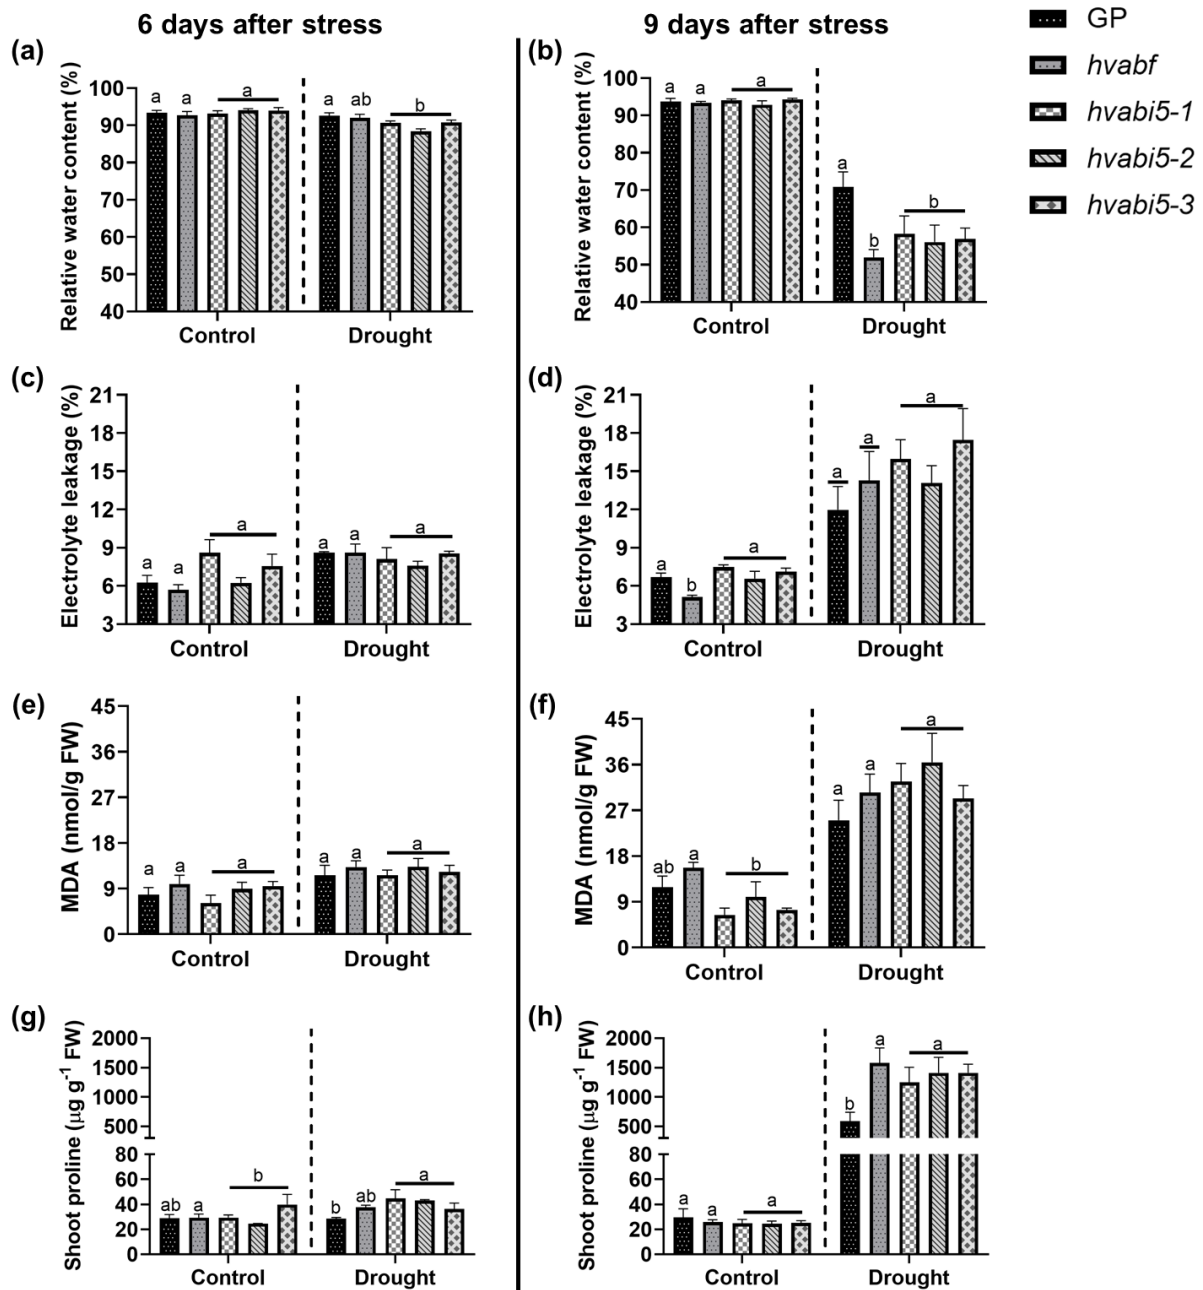 6 days after stress
9 days after stress
GP
hvabf
hvabi5-1
hvabi5-2
hvabi5-3
(a)
Relative water content (%)
100
90
80
70
60
50
40
a
a
a
a
ab
b
Control
Drought
(b)
Relative water content (%)
100
90
80
70
60
50
40
a
a
a
a
b
b
Control
Drought
(c)
Electrolyte leakage (%)
21
18
15
12
9
6
3
a
a
a
a
a
a
Control
Drought
(d)
Electrolyte leakage (%)
21
18
15
12
9
6
3
a
b
a
a
a
a
Control
Drought
(e)
MDA (nmol/g FW)
45
36
27
18
9
0
a
a
a
a
a
a
Control
Drought
(f)
MDA (nmol/g FW)
45
36
27
18
9
0
ab
a
b
a
a
a
Control
Drought
(g)
Shoot proline (µg g⁻¹ FW)
2000
1500
1000
500
80
60
40
20
0
ab
a
b
b
ab
a
Control
Drought
(h)
Shoot proline (µg g⁻¹ FW)
2000
1500
1000
500
80
60
40
20
0
a
a
a
b
a
a
Control
Drought